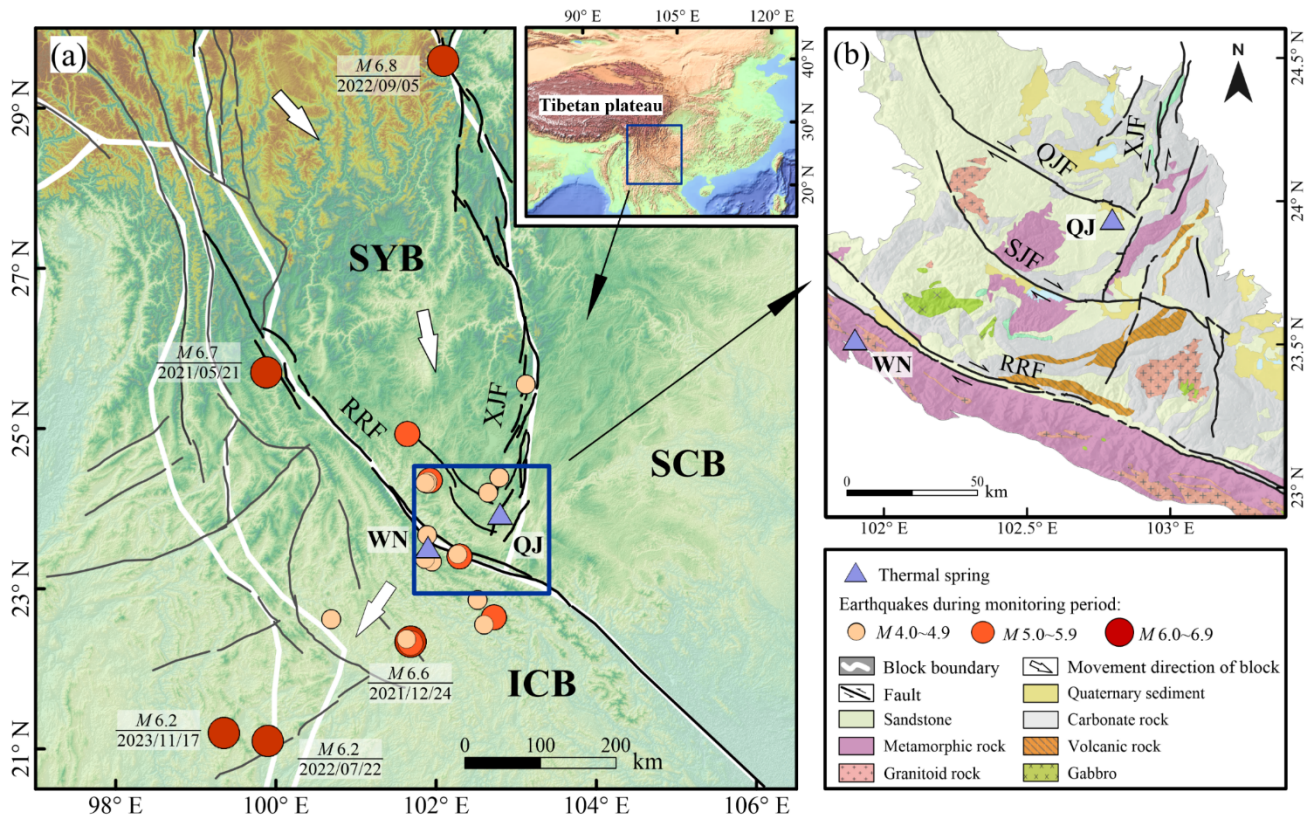 90° E
105° E
120° E
(a)
M 6.8
2022/09/05
Tibetan plateau
40° N
30° N
20° N
29° N
27° N
25° N
23° N
21° N
SYB
M 6.7
2021/05/21
RRF
XJF
SCB
WN
QJ
M 6.6
2021/12/24
ICB
M 6.2
2023/11/17
M 6.2
2022/07/22
0 100 200
km
98° E
100° E
102° E
104° E
106° E
(b)
N
24.5° N
24° N
23.5° N
23° N
QJF
XJF
QJ
SJF
WN
RRF
0 50
km
102° E
102.5° E
103° E
Thermal spring
Earthquakes during monitoring period:
M 4.0~4.9
M 5.0~5.9
M 6.0~6.9
Block boundary
Movement direction of block
Fault
Quaternary sediment
Sandstone
Carbonate rock
Metamorphic rock
Volcanic rock
Granitoid rock
Gabbro